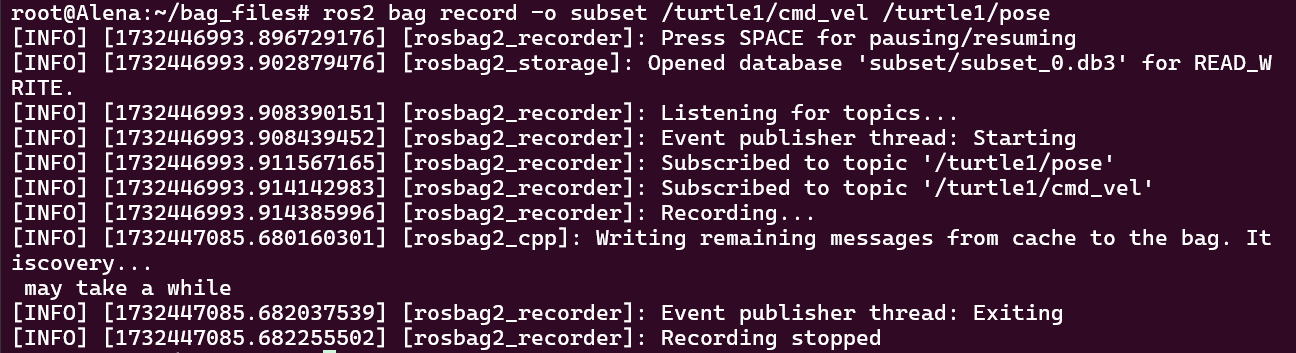 root@Alena:~/bag_files# ros2 bag record -o subset /turtle1/cmd_vel /turtle1/pose
[INFO] [1732446993.896729176] [rosbag2_recorder]: Press SPACE for pausing/resuming
[INFO] [1732446993.902879476] [rosbag2_storage]: Opened database 'subset/subset_0.db3' for READ_W
RITE.
[INFO] [1732446993.908390151] [rosbag2_recorder]: Listening for topics...
[INFO] [1732446993.908439452] [rosbag2_recorder]: Event publisher thread: Starting
[INFO] [1732446993.911567165] [rosbag2_recorder]: Subscribed to topic '/turtle1/pose'
[INFO] [1732446993.914142983] [rosbag2_recorder]: Subscribed to topic '/turtle1/cmd_vel'
[INFO] [1732446993.914385996] [rosbag2_recorder]: Recording...
[INFO] [1732447085.680160301] [rosbag2_cpp]: Writing remaining messages from cache to the bag. It
iscovery...
 may take a while
[INFO] [1732447085.682037539] [rosbag2_recorder]: Event publisher thread: Exiting
[INFO] [1732447085.682255502] [rosbag2_recorder]: Recording stopped